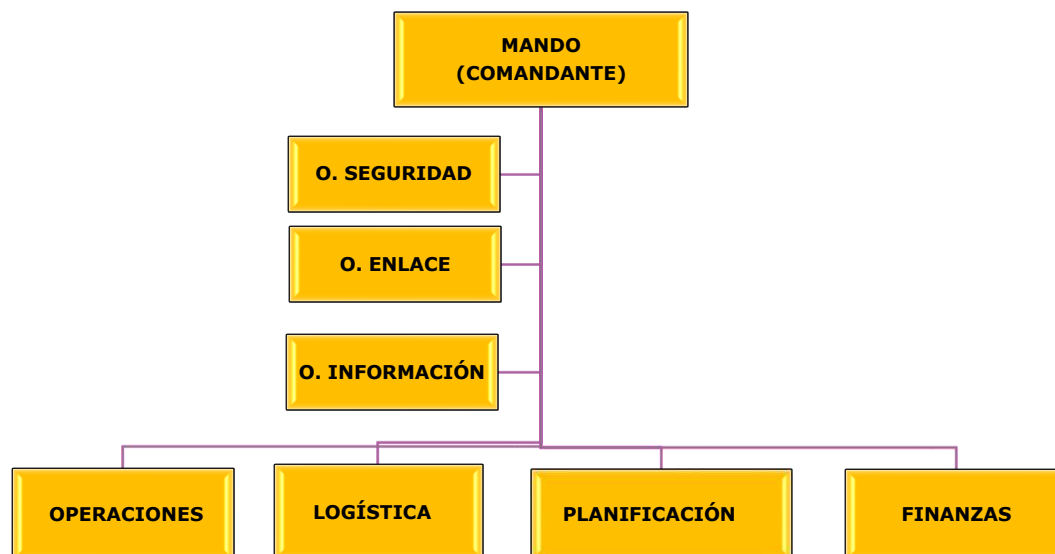 MANDO
(COMANDANTE)
O. SEGURIDAD
O. ENLACE
O. INFORMACIÓN
OPERACIONES
LOGÍSTICA
PLANIFICACIÓN
FINANZAS